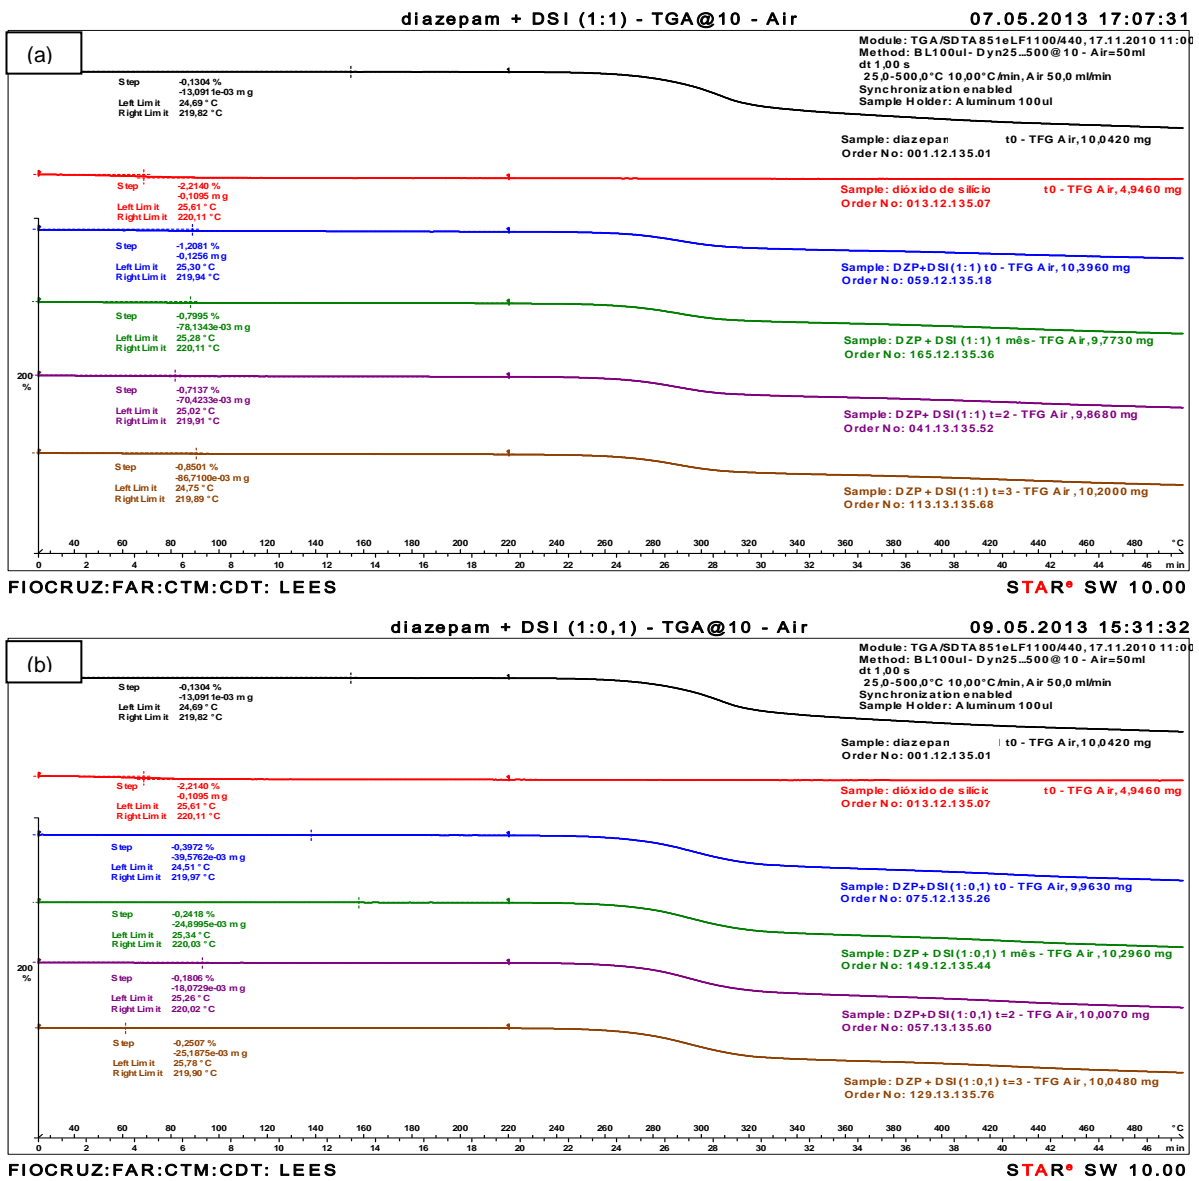 diazepam + DSI (1:1) - TGA@10 - Air 07.05.2013 17:07:31
(a)
Module: TGA/SDTA851eLF1100/440, 17.11.2010 11:00
Method: BL100ul - Dyn25...500@10 - Air=50ml
dt 1,00 s
25,0-500,0°C 10,00°C/min, Air 50,0 ml/min
Synchronization enabled
Sample Holder: Aluminum 100ul
Step -0,1304 %
-13,0911e-03 mg
Left Limit 24,69 °C
Right Limit 219,82 °C
Sample: diazepam t0 - TFG Air, 10,0420 mg
Order No: 001.12.135.01
Step -2,2140 %
-0,1095 mg
Left Limit 25,61 °C
Right Limit 220,11 °C
Sample: dióxido de silício t0 - TFG Air, 4,9460 mg
Order No: 013.12.135.07
Step -1,2081 %
-0,1256 mg
Left Limit 25,30 °C
Right Limit 219,94 °C
Sample: DZP+DSI(1:1) t0 - TFG Air, 10,3960 mg
Order No: 059.12.135.18
Step -0,7995 %
-78,1343e-03 mg
Left Limit 25,28 °C
Right Limit 220,11 °C
Sample: DZP + DSI (1:1) 1 mês- TFG Air, 9,7730 mg
Order No: 165.12.135.36
200
%
Step -0,7137 %
-70,4233e-03 mg
Left Limit 25,02 °C
Right Limit 219,91 °C
Sample: DZP+ DSI(1:1) t=2 - TFG Air, 9,8680 mg
Order No: 041.13.135.52
Step -0,8501 %
-86,7100e-03 mg
Left Limit 24,75 °C
Right Limit 219,89 °C
Sample: DZP + DSI(1:1) t=3 - TFG Air, 10,2000 mg
Order No: 113.13.135.68
40 60 80 100 120 140 160 180 200 220 240 260 280 300 320 340 360 380 400 420 440 460 °C
0 2 4 6 8 10 12 14 16 18 20 22 24 26 28 30 32 34 36 38 40 42 44 46 min
FIOCRUZ:FAR:CTM:CDT: LEES STARe SW 10.00
diazepam + DSI (1:0,1) - TGA@10 - Air 09.05.2013 15:31:32
(b)
Module: TGA/SDTA851eLF1100/440, 17.11.2010 11:00
Method: BL100ul - Dyn25...500@10 - Air=50ml
dt 1,00 s
25,0-500,0°C 10,00°C/min, Air 50,0 ml/min
Synchronization enabled
Sample Holder: Aluminum 100ul
Step -0,1304 %
-13,0911e-03 mg
Left Limit 24,69 °C
Right Limit 219,82 °C
Sample: diazepam t0 - TFG Air, 10,0420 mg
Order No: 001.12.135.01
Step -2,2140 %
-0,1095 mg
Left Limit 25,61 °C
Right Limit 220,11 °C
Sample: dióxido de silício t0 - TFG Air, 4,9460 mg
Order No: 013.12.135.07
Step -0,3972 %
-39,5762e-03 mg
Left Limit 24,51 °C
Right Limit 219,97 °C
Sample: DZP+DSI(1:0,1) t0 - TFG Air, 9,9630 mg
Order No: 075.12.135.26
Step -0,2418 %
-24,8995e-03 mg
Left Limit 25,34 °C
Right Limit 220,03 °C
Sample: DZP + DSI (1:0,1) 1 mês - TFG Air, 10,2960 mg
Order No: 149.12.135.44
200
%
Step -0,1806 %
-18,0729e-03 mg
Left Limit 25,26 °C
Right Limit 220,02 °C
Sample: DZP+DSI(1:0,1) t=2 - TFG Air, 10,0070 mg
Order No: 057.13.135.60
Step -0,2507 %
-25,1875e-03 mg
Left Limit 25,78 °C
Right Limit 219,90 °C
Sample: DZP + DSI(1:0,1) t=3 - TFG Air, 10,0480 mg
Order No: 129.13.135.76
40 60 80 100 120 140 160 180 200 220 240 260 280 300 320 340 360 380 400 420 440 460 °C
0 2 4 6 8 10 12 14 16 18 20 22 24 26 28 30 32 34 36 38 40 42 44 46 min
FIOCRUZ:FAR:CTM:CDT: LEES STARe SW 10.00